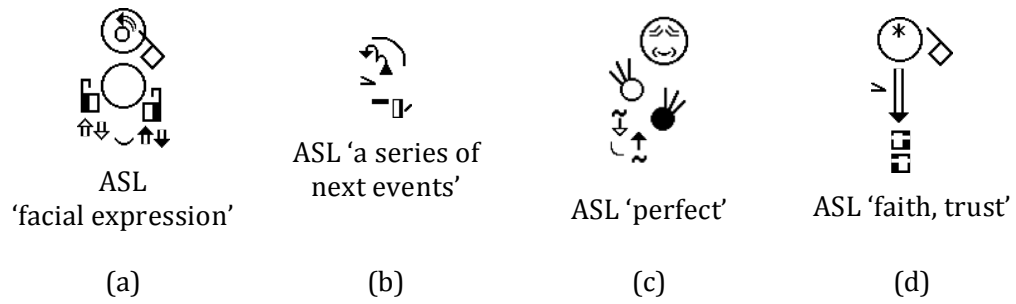 ASL
‘facial expression’
(a)
ASL ‘a series of
next events’
(b)
ASL ‘perfect’
(c)
ASL ‘faith, trust’
(d)